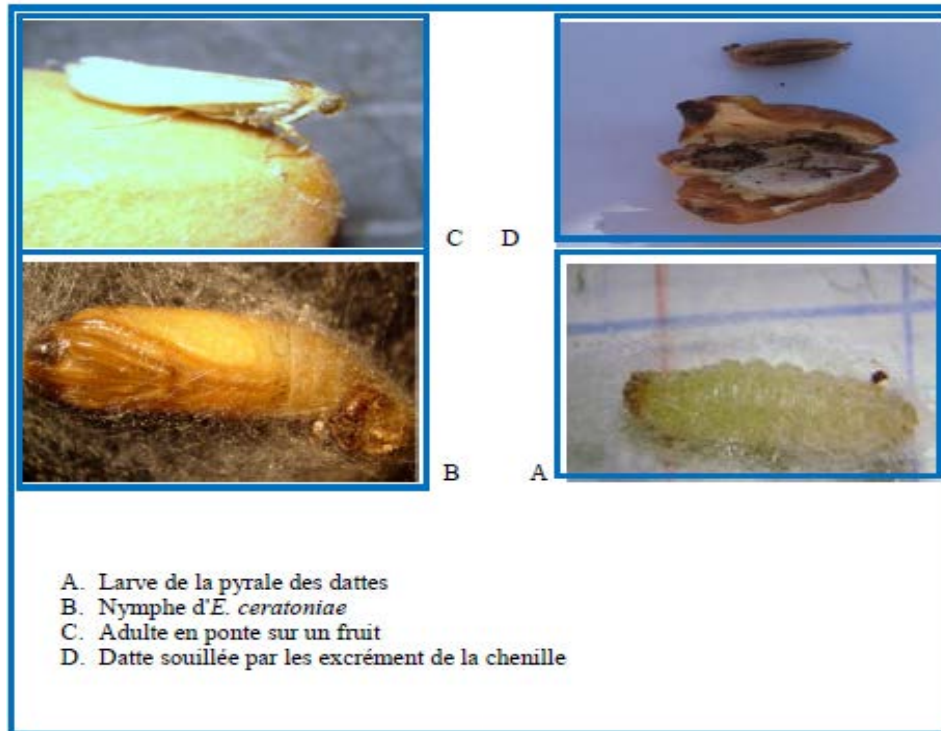 C D
B A
A. Larve de la pyrale des dattes
B. Nymphe d'E. ceratoniae
C. Adulte en ponte sur un fruit
D. Datte souillée par les excrément de la chenille